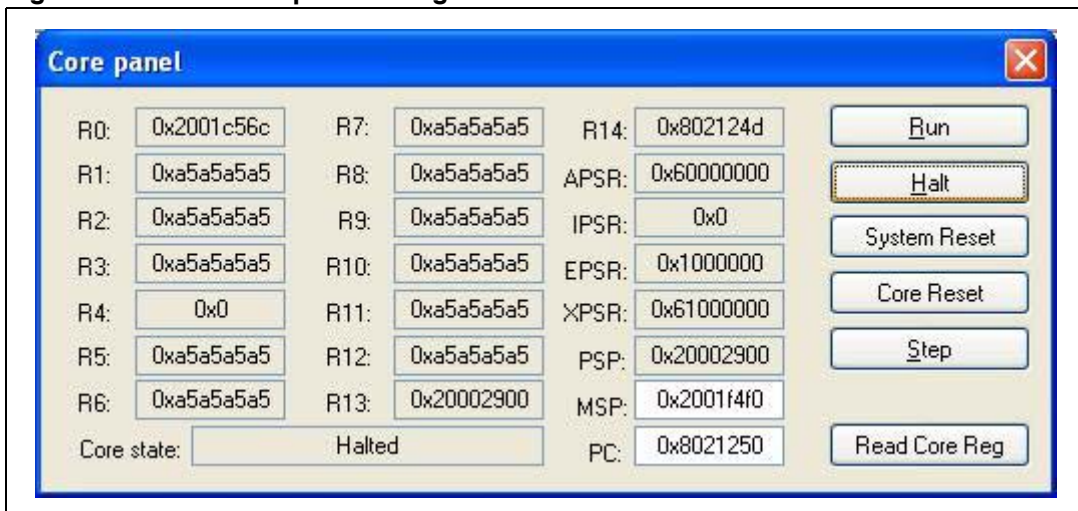 Core panel
R0: 0x2001c56c R7: 0xa5a5a5a5 R14: 0x802124d Run
R1: 0xa5a5a5a5 R8: 0xa5a5a5a5 APSR: 0x60000000 Halt
R2: 0xa5a5a5a5 R9: 0xa5a5a5a5 IPSR: 0x0 System Reset
R3: 0xa5a5a5a5 R10: 0xa5a5a5a5 EPSR: 0x1000000 Core Reset
R4: 0x0 R11: 0xa5a5a5a5 XPSR: 0x61000000
R5: 0xa5a5a5a5 R12: 0xa5a5a5a5 PSP: 0x20002900 Step
R6: 0xa5a5a5a5 R13: 0x20002900 MSP: 0x2001f4f0
Core state: Halted PC: 0x8021250 Read Core Reg